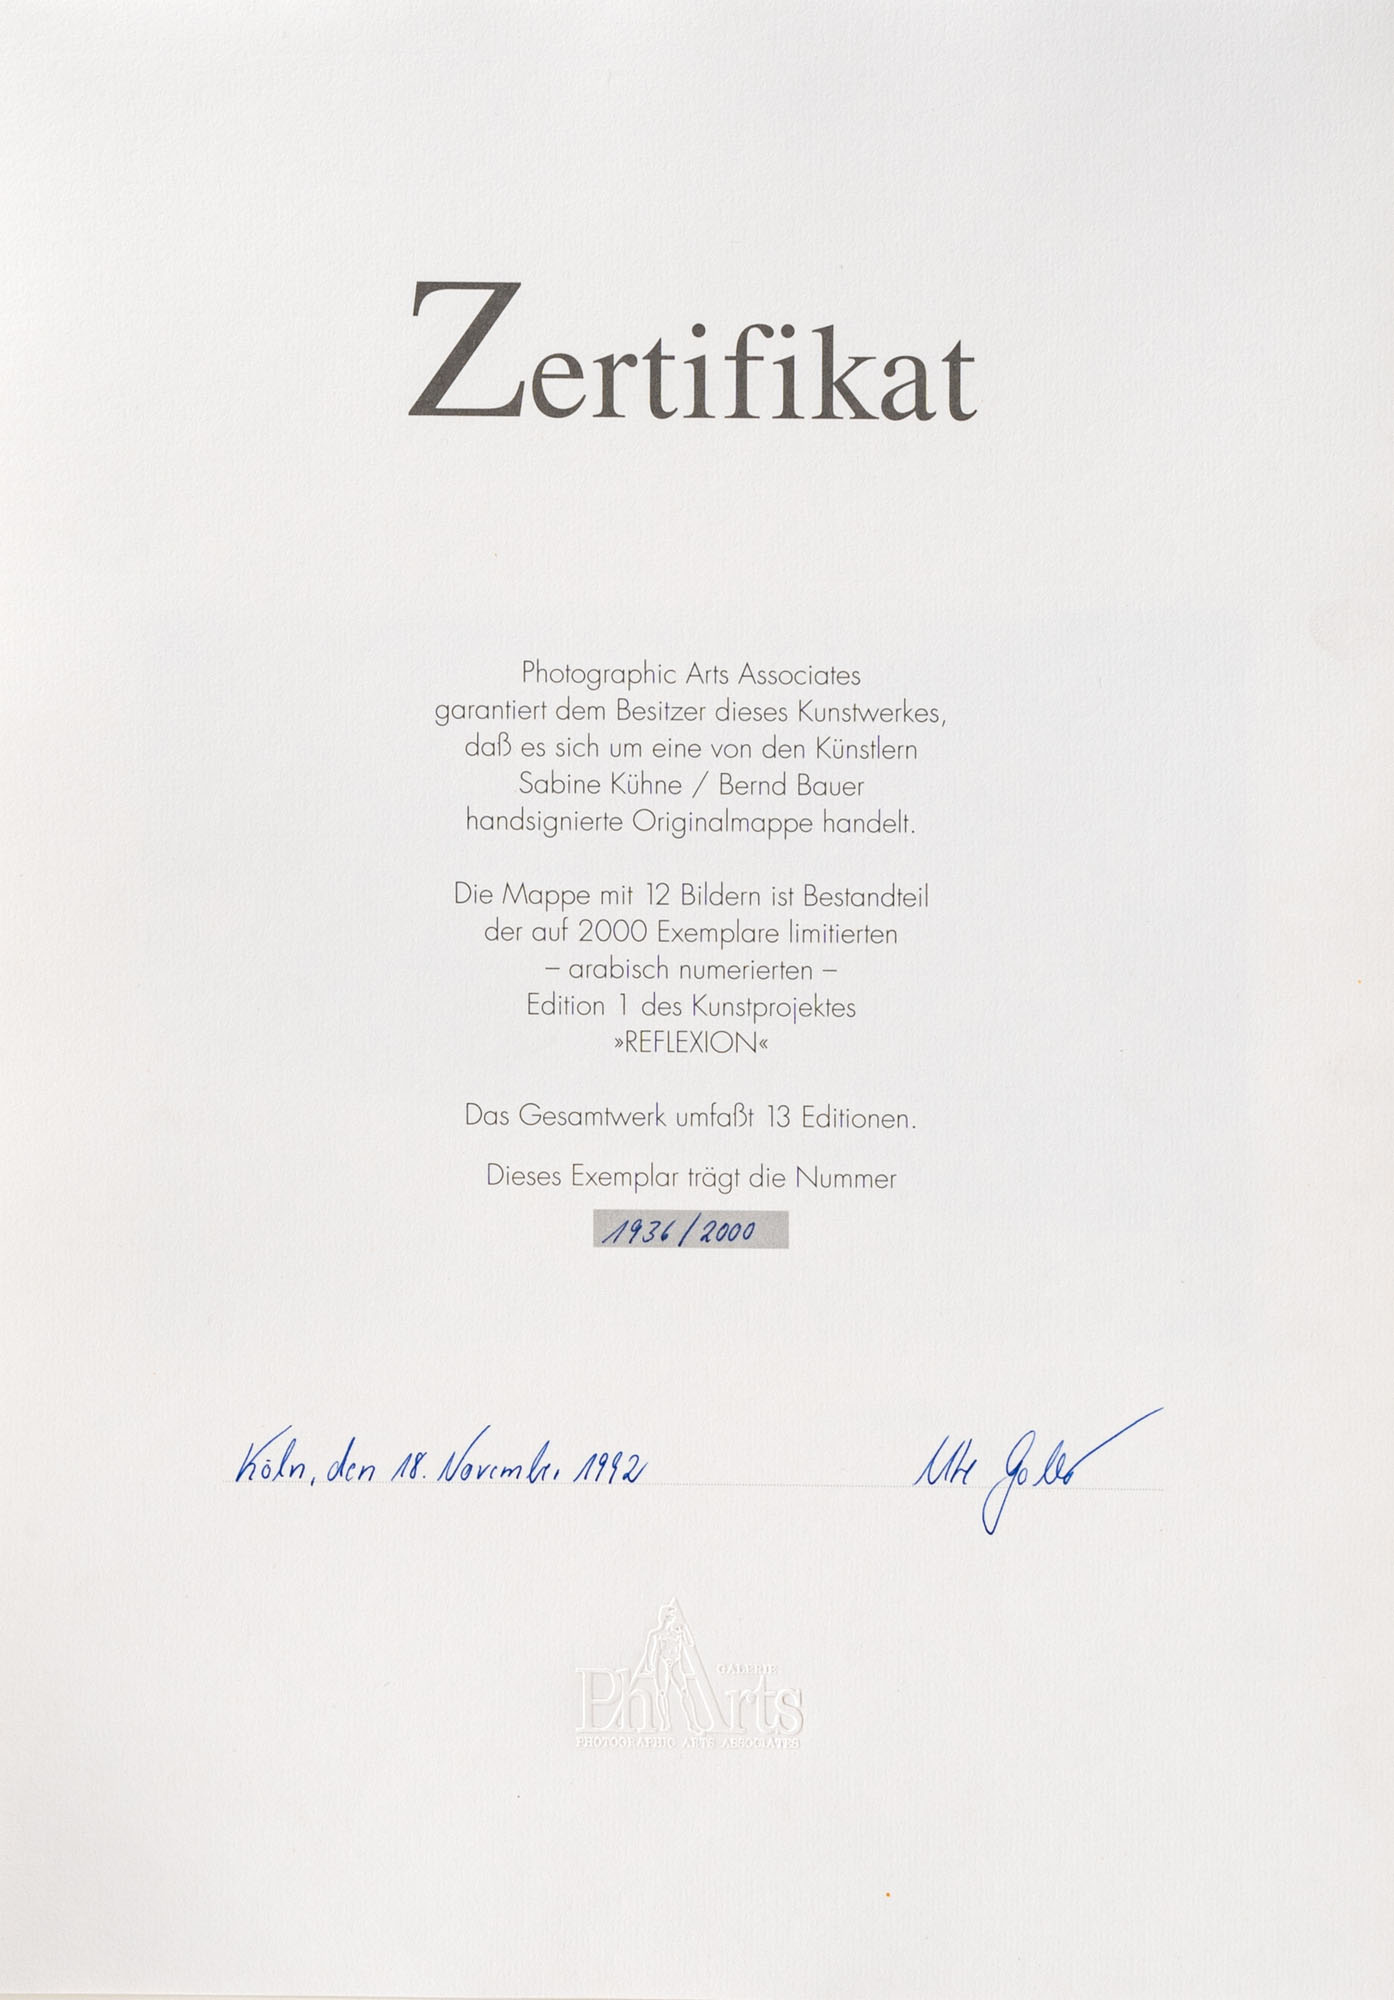 Zertifikat
Photographic Arts Associates
garantiert dem Besitzer dieses Kunstwerkes,
daß es sich um eine von den Künstlern
Sabine Kühne / Bernd Bauer
handsignierte Originalmappe handelt.
Die Mappe mit 12 Bildern ist Bestandteil
der auf 2000 Exemplare limitierten
– arabisch numerierten –
Edition 1 des Kunstprojektes
»REFLEXION«
Das Gesamtwerk umfaßt 13 Editionen.
Dieses Exemplar trägt die Nummer
1936/2000
Köln, den 18. November 1992
Ute
GALERIE
PhArts
PHOTOGRAPHIC ARTS ASSOCIATES